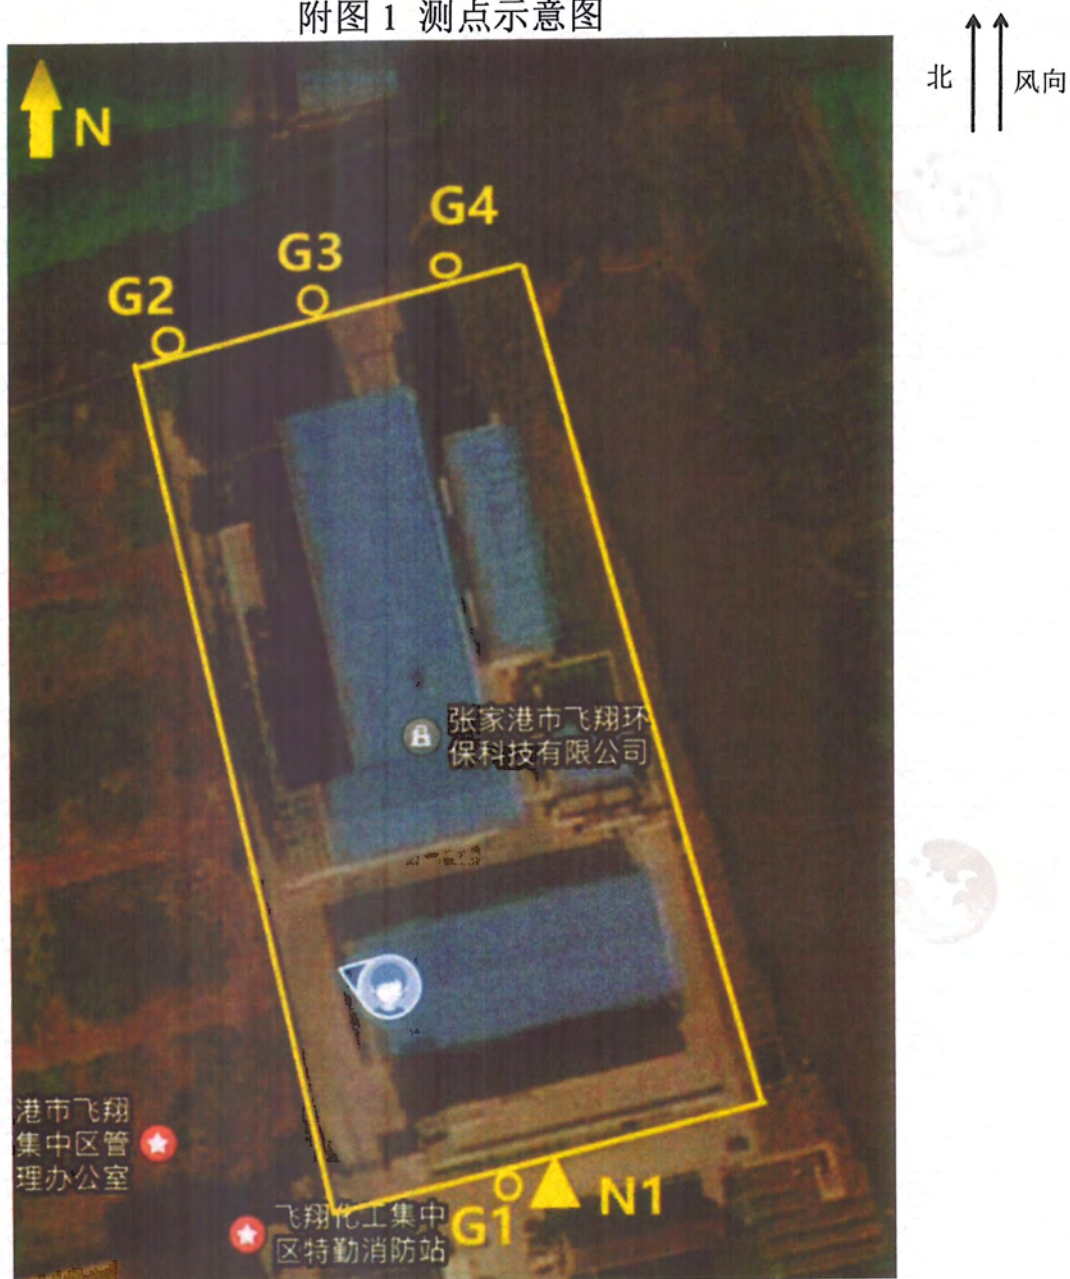 附图 1 测点示意图
北
风向
N
G4
G3
G2
张家港市飞翔环
保科技有限公司
港市飞翔
集中区管
理办公室
N1
G1
飞翔化工集中
区特勤消防站